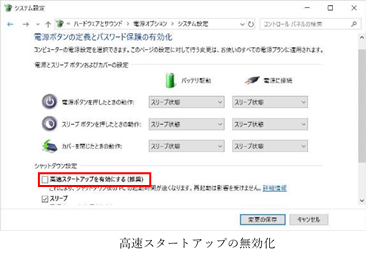 システム設定
« ハードウェアとサウンド › 電源オプション › システム設定
コントロール パネルの検索
電源ボタンの定義とパスワード保護の有効化
コンピューターの電源設定を選択できます。このページの設定に対して行う変更は、お使いのすべての電源プランに適用されます。
電源とスリープ ボタンおよびカバーの設定
バッテリ駆動 電源に接続
電源ボタンを押したときの動作: スリープ状態 スリープ状態
スリープ ボタンを押したときの動作: スリープ状態 スリープ状態
カバーを閉じたときの動作: スリープ状態 スリープ状態
シャットダウン設定
高速スタートアップを有効にする (推奨)
これにより、シャットダウン後の PC の起動時間が速くなります。再起動は影響を受けません。詳細情報
スリープ
変更の保存 キャンセル
高速スタートアップの無効化